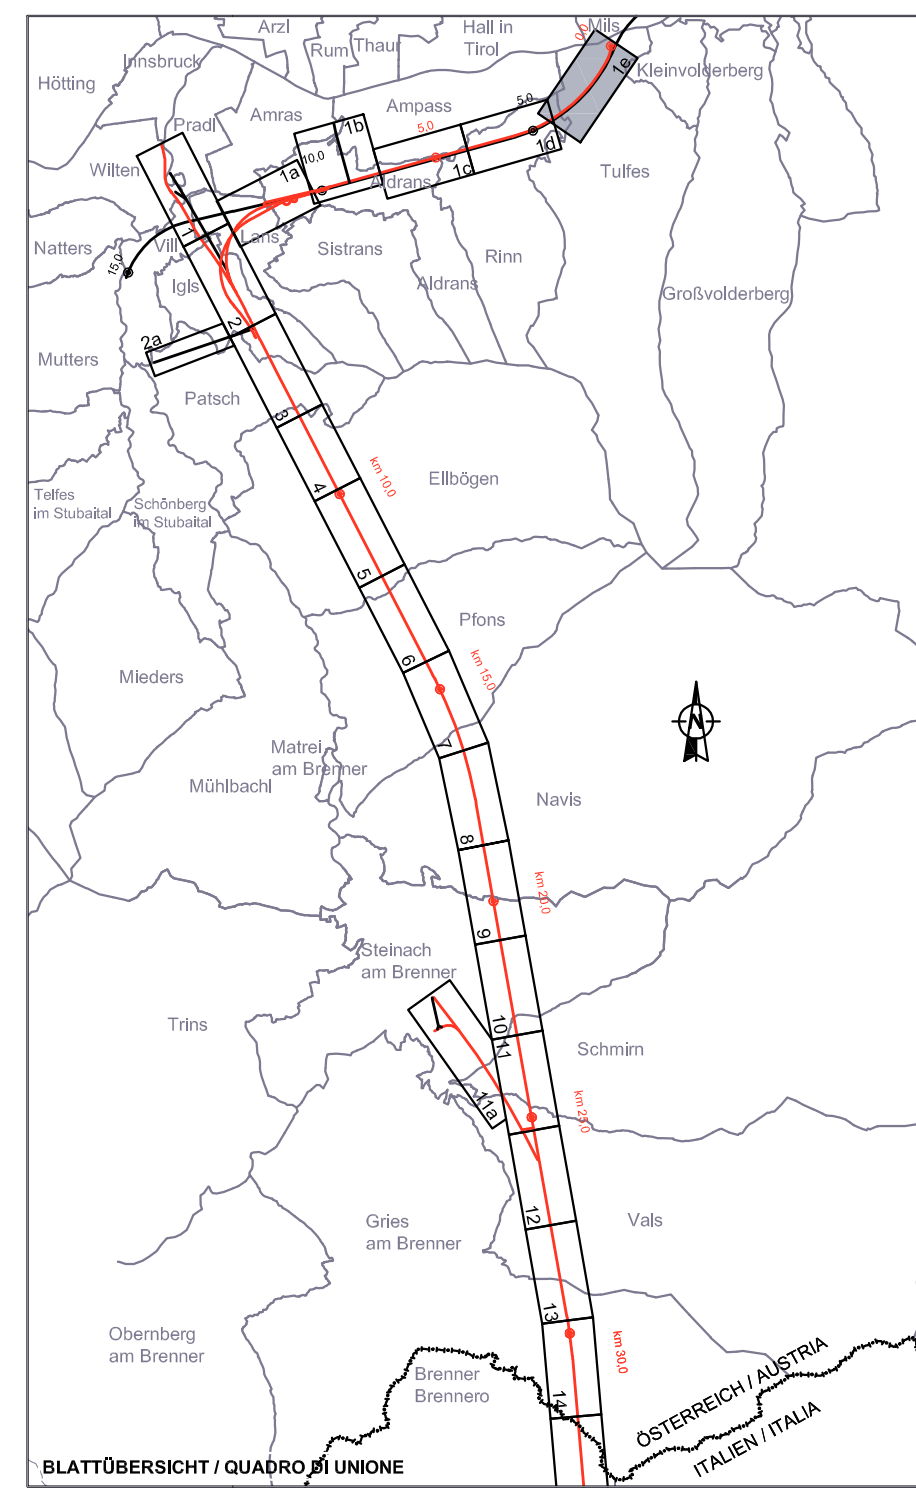 Arzl
Hall in
Tirol
Mils
Rum
Thaur
0,0
Innsbruck
Hötting
1e
Kleinvolderberg
Amras
Ampass
5,0
Pradl
1b
5,0
10,0
1d
Wilten
1a
Aldrans
1c
Tulfes
Natters
1
Vill
Lans
Sistrans
Rinn
15,0
Igls
Aldrans
Großvolderberg
2
2a
Mutters
Patsch
3
km 10,0
Ellbögen
4
Telfes
im Stubaital
Schönberg
im Stubaital
5
Pfons
6
km 15,0
Mieders
N
7
Matrei
am Brenner
Mühlbachl
Navis
8
km 20,0
9
Steinach
am Brenner
Trins
10
11
Schmirn
11a
km 25,0
12
Gries
am Brenner
Vals
13
km 30,0
Obernberg
am Brenner
Brenner
Brennero
14
ÖSTERREICH / AUSTRIA
ITALIEN / ITALIA
BLATTÜBERSICHT / QUADRO DI UNIONE